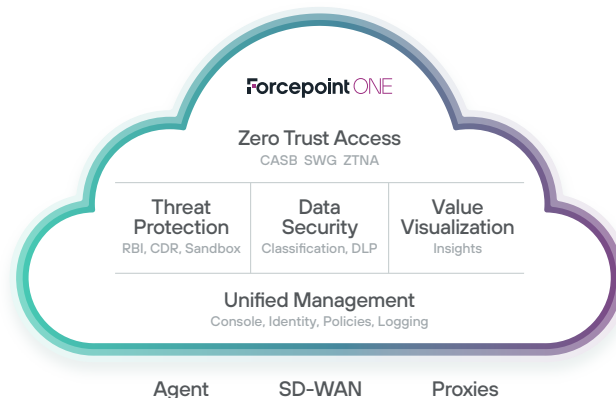 Forcepoint ONE
Zero Trust Access
CASB SWG ZTNA
Threat Protection
RBI, CDR, Sandbox
Data Security
Classification, DLP
Value Visualization
Insights
Unified Management
Console, Identity, Policies, Logging
Agent SD-WAN Proxies